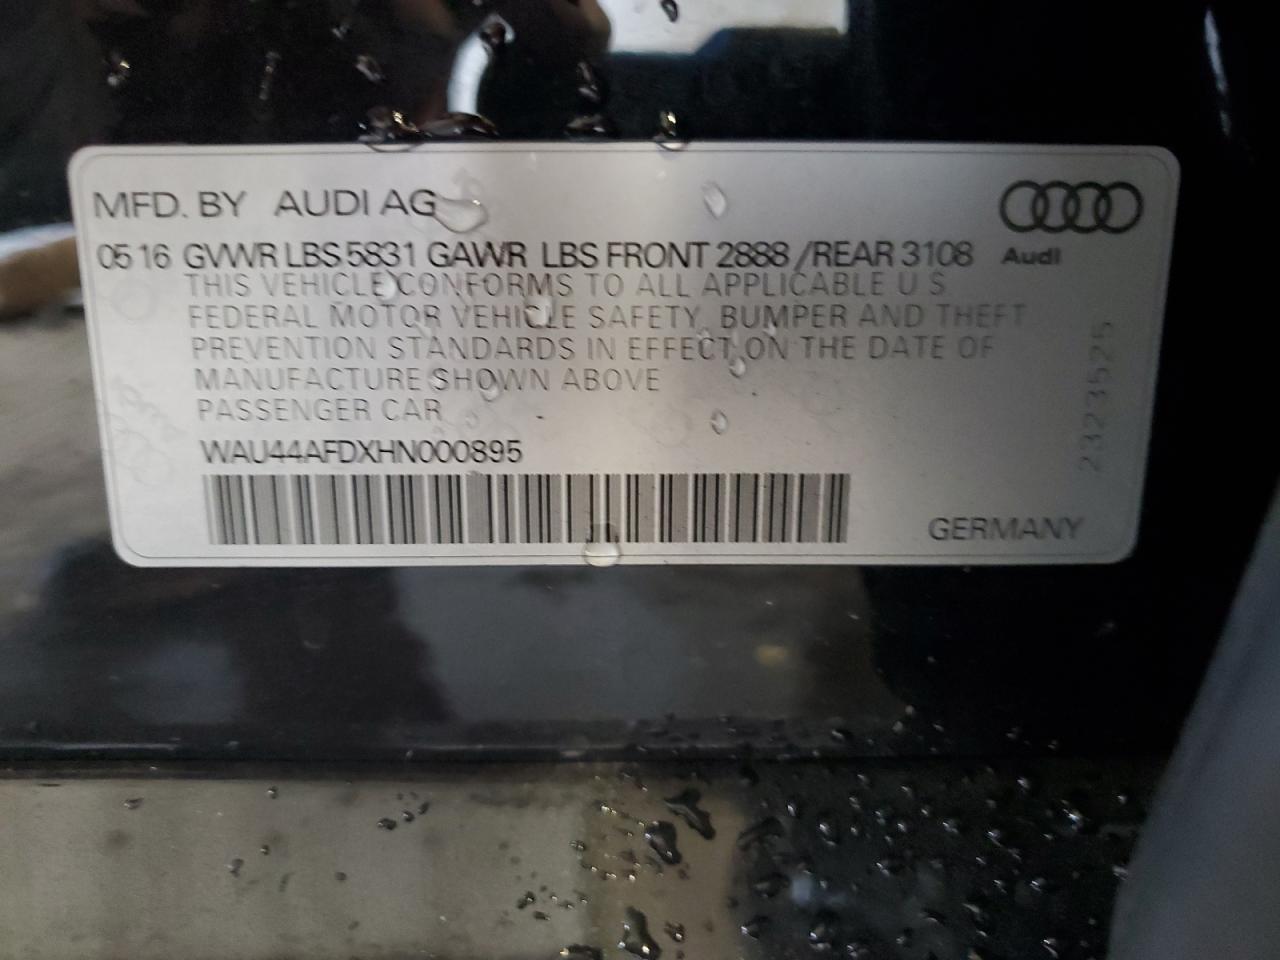 MFD. BY AUDI AG
05 16 GVWR LBS 5831 GAWR LBS FRONT 2888 /REAR 3108
Audi
THIS VEHICLE CONFORMS TO ALL APPLICABLE U S
FEDERAL MOTOR VEHICLE SAFETY, BUMPER AND THEFT
PREVENTION STANDARDS IN EFFECT ON THE DATE OF
MANUFACTURE SHOWN ABOVE
PASSENGER CAR
WAU44AFDXHN000895
GERMANY
2323525